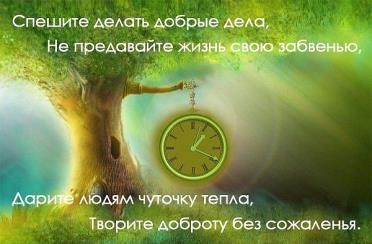 Спешите делать добрые дела,
Не предавайте жизнь свою забвенью,
Дарите людям чуточку тепла,
Творите доброту без сожаленья.